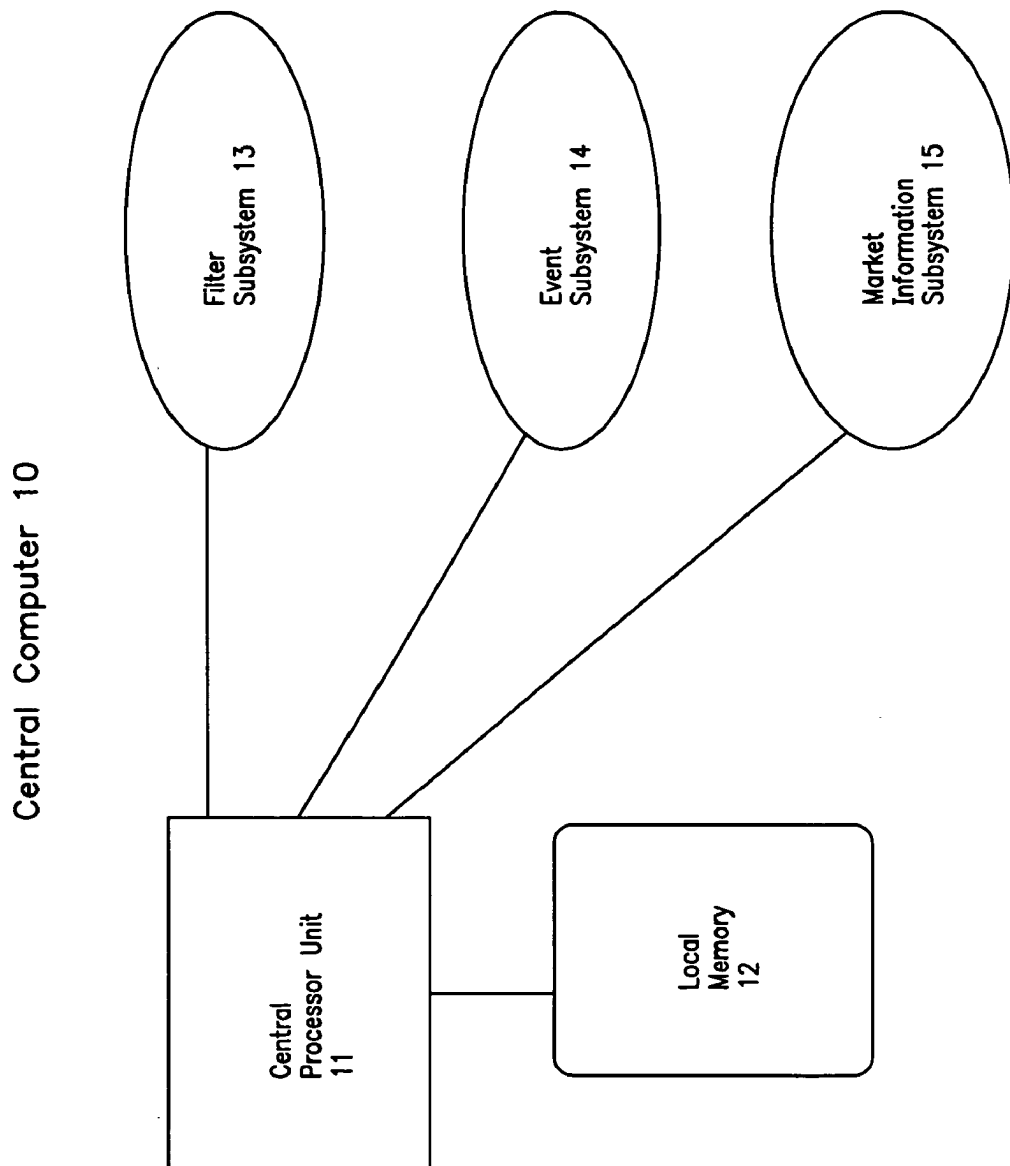 Central Computer 10
Central
Processor Unit
11
Local
Memory
12
Filter
Subsystem 13
Event
Subsystem 14
Market
Information
Subsystem 15